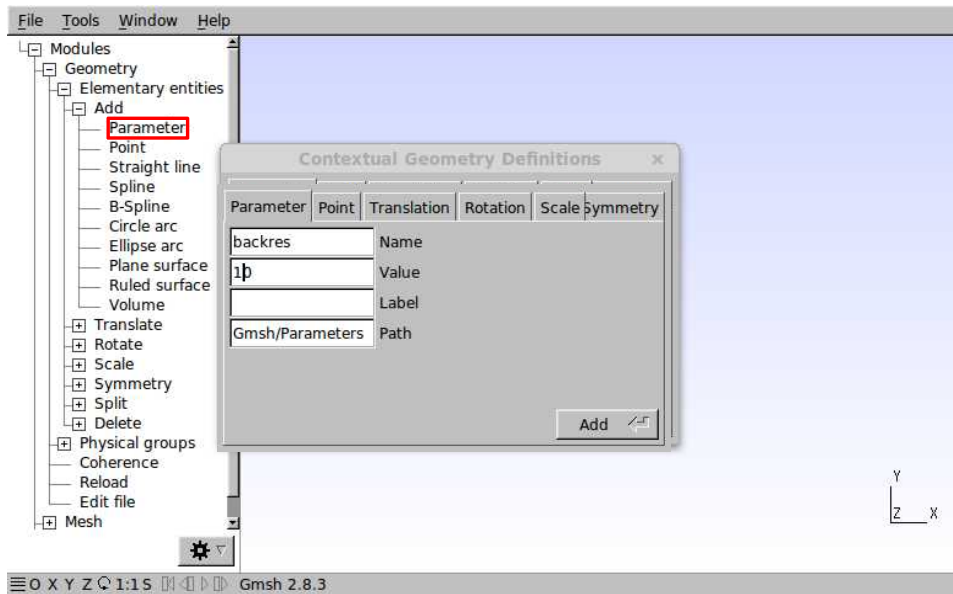 File Tools Window Help
Modules
Geometry
Elementary entities
Add
Parameter
Point
Straight line
Spline
B-Spline
Circle arc
Ellipse arc
Plane surface
Ruled surface
Volume
Translate
Rotate
Scale
Symmetry
Split
Delete
Physical groups
Coherence
Reload
Edit file
Mesh
Contextual Geometry Definitions
Parameter Point Translation Rotation Scale Symmetry
backres Name
10 Value
Label
Gmsh/Parameters Path
Add
Y
Z X
O X Y Z 1:1 S Gmsh 2.8.3